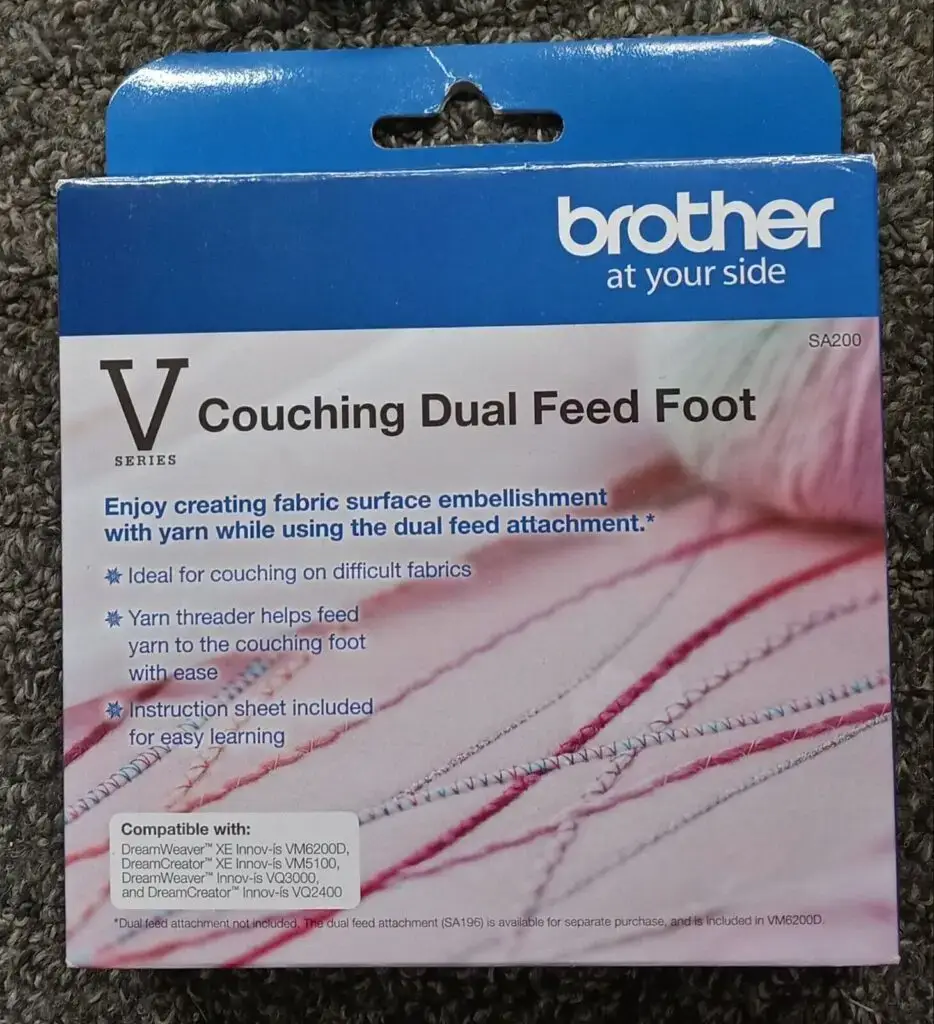 brother
at your side
SA200
V
SERIES
Couching Dual Feed Foot
Enjoy creating fabric surface embellishment
with yarn while using the dual feed attachment.*
Ideal for couching on difficult fabrics
Yarn threader helps feed
yarn to the couching foot
with ease
Instruction sheet included
for easy learning
Compatible with:
DreamWeaver™ XE Innov-ís VM6200D,
DreamCreator™ XE Innov-ís VM5100,
DreamWeaver™ Innov-ís VQ3000,
and DreamCreator™ Innov-ís VQ2400
*Dual feed attachment not included. The dual feed attachment (SA196) is available for separate purchase, and is included in VM6200D.